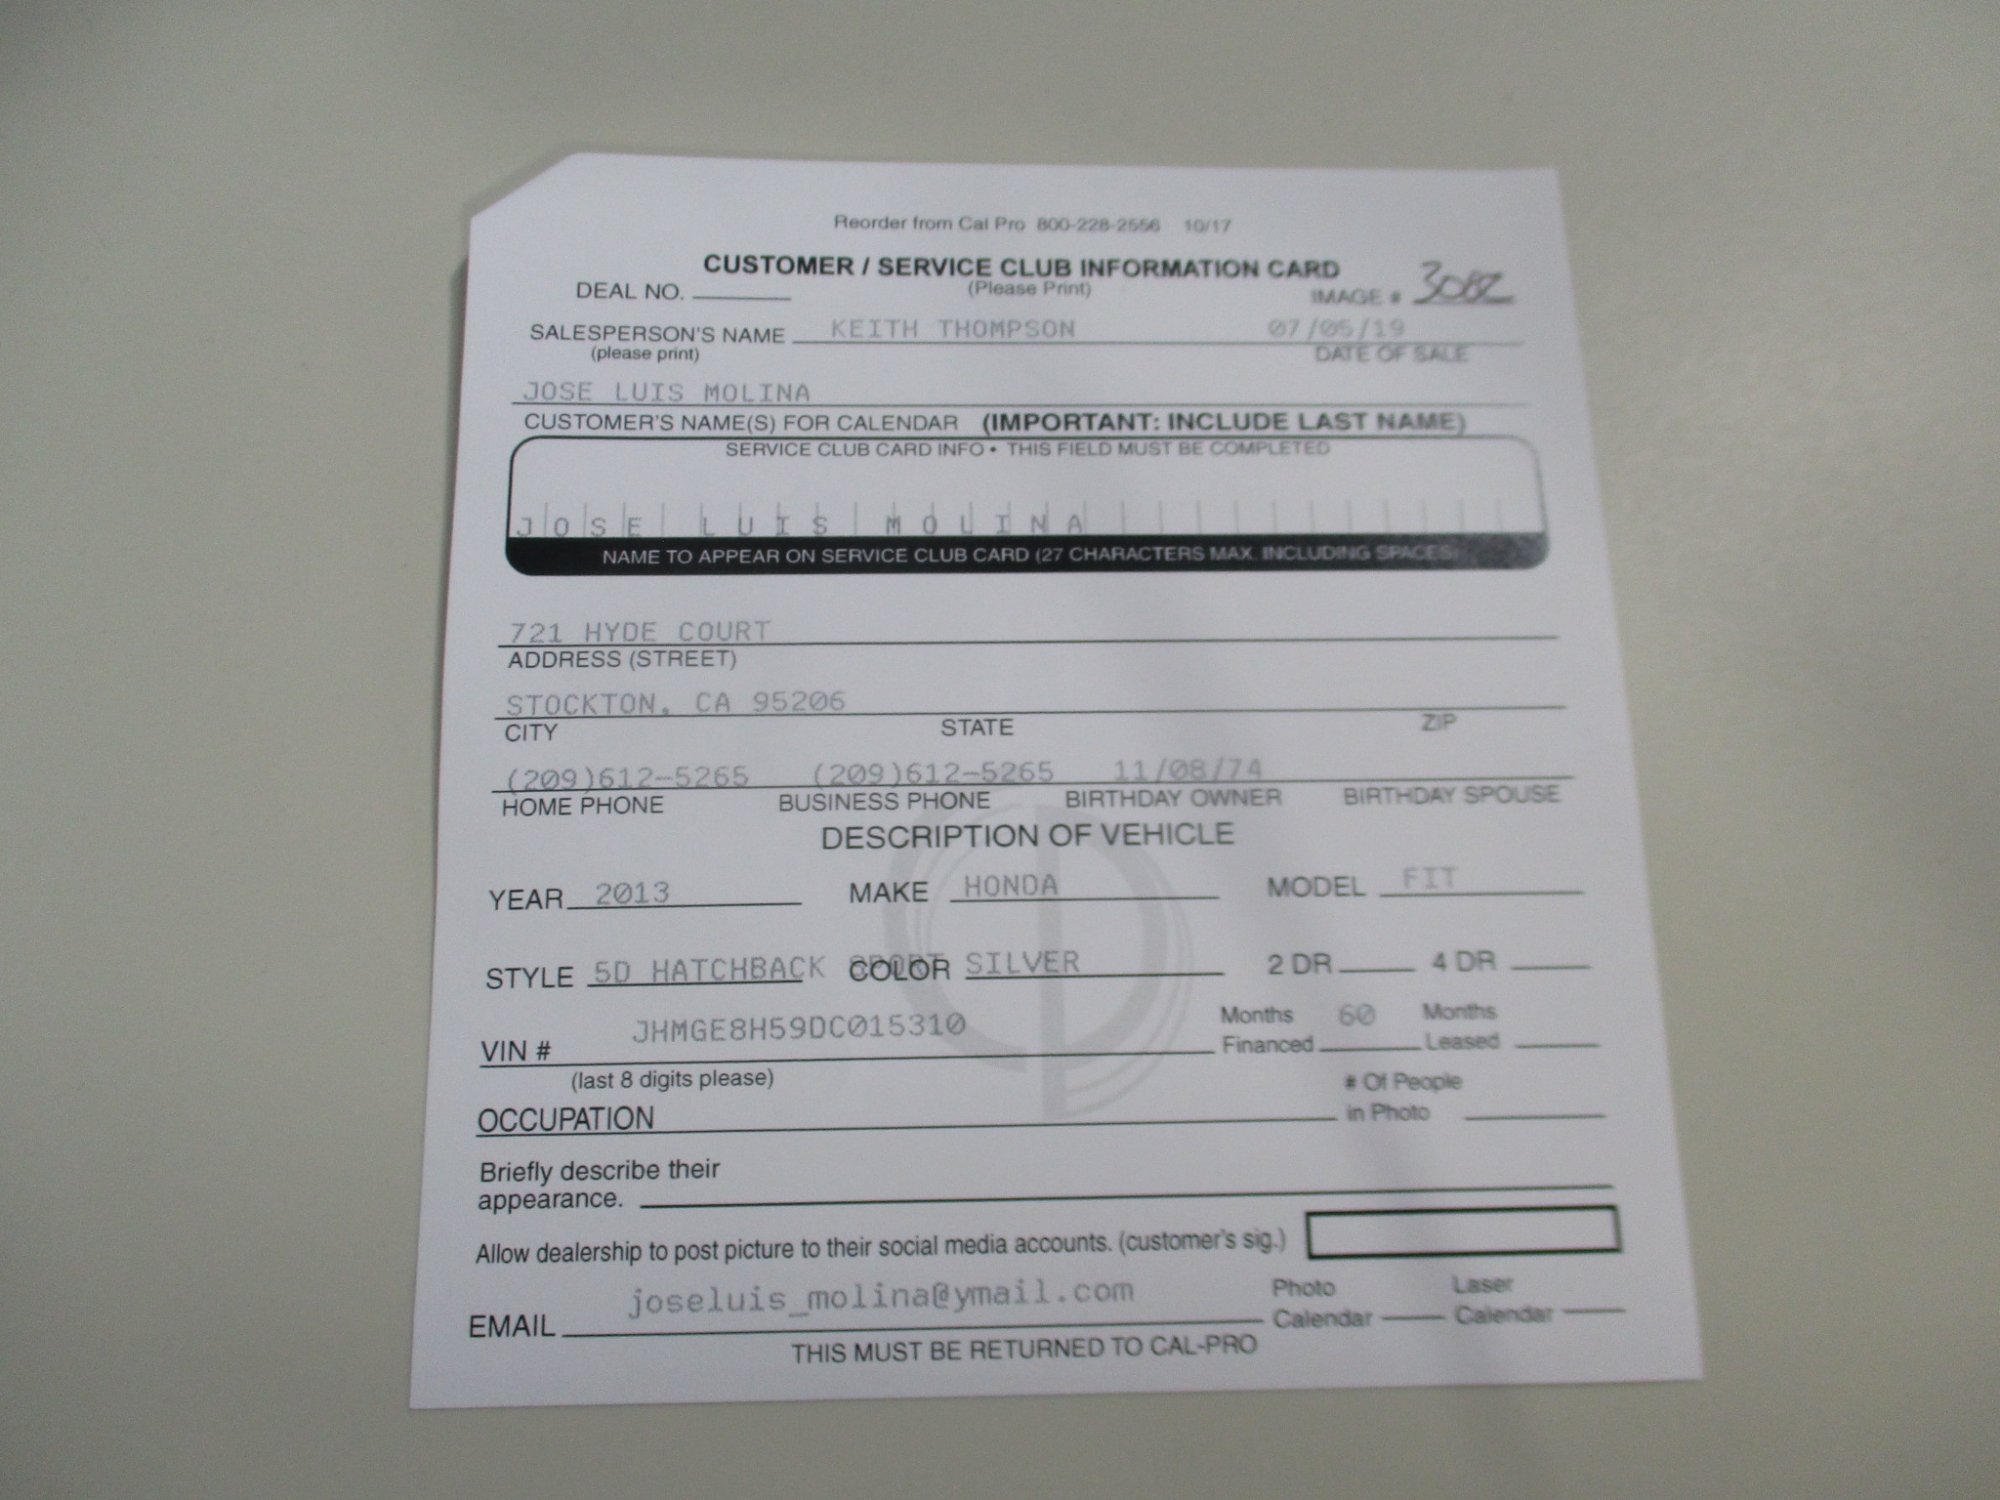 Reorder from Cal Pro 800-228-2556 10/17
CUSTOMER / SERVICE CLUB INFORMATION CARD
DEAL NO. (Please Print) IMAGE #
SALESPERSON'S NAME KEITH THOMPSON 07/05/19
(please print) DATE OF SALE
JOSE LUIS MOLINA
CUSTOMER'S NAME(S) FOR CALENDAR (IMPORTANT: INCLUDE LAST NAME)
SERVICE CLUB CARD INFO • THIS FIELD MUST BE COMPLETED
JOSE LUIS MOLINA
NAME TO APPEAR ON SERVICE CLUB CARD (27 CHARACTERS MAX. INCLUDING SPACES)
721 HYDE COURT
ADDRESS (STREET)
STOCKTON, CA 95206
CITY STATE ZIP
(209)612-5265 (209)612-5265 11/08/74
HOME PHONE BUSINESS PHONE BIRTHDAY OWNER BIRTHDAY SPOUSE
DESCRIPTION OF VEHICLE
YEAR 2013 MAKE HONDA MODEL FIT
STYLE 5D HATCHBACK COLOR SILVER 2 DR 4 DR
VIN # JHMGE8H59DC015310 Months Financed 60 Months Leased
(last 8 digits please)
OCCUPATION # Of People in Photo
Briefly describe their
appearance.
Allow dealership to post picture to their social media accounts. (customer's sig.)
EMAIL joseluis_molina@ymail.com Photo Calendar Laser Calendar
THIS MUST BE RETURNED TO CAL-PRO